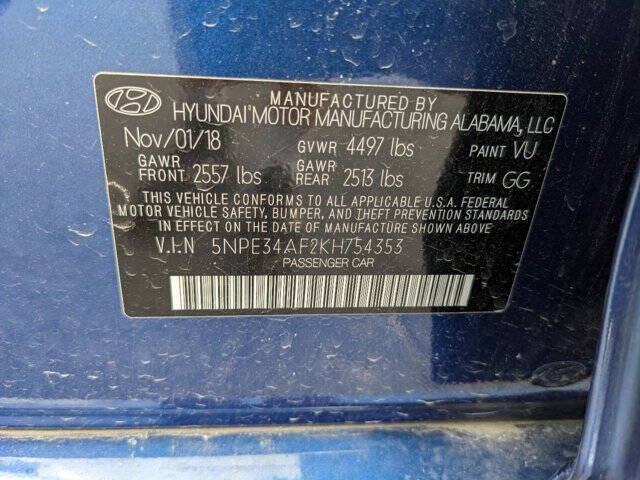 MANUFACTURED BY
HYUNDAI MOTOR MANUFACTURING ALABAMA, LLC
Nov/01/18 GVWR 4497 lbs PAINT VU
GAWR FRONT 2557 lbs GAWR REAR 2513 lbs TRIM GG
THIS VEHICLE CONFORMS TO ALL APPLICABLE U.S.A. FEDERAL
MOTOR VEHICLE SAFETY, BUMPER, AND THEFT PREVENTION
STANDARDS IN EFFECT ON THE DATE OF MANUFACTURE SHOWN ABOVE.
V.I.N 5NPE34AF2KH754353
PASSENGER CAR